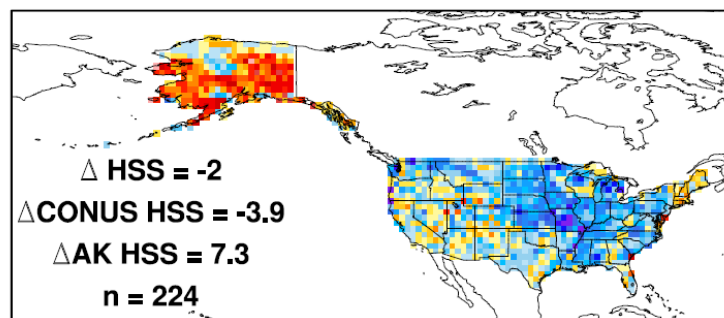 Δ HSS = -2
ΔCONUS HSS = -3.9
ΔAK HSS = 7.3
n = 224